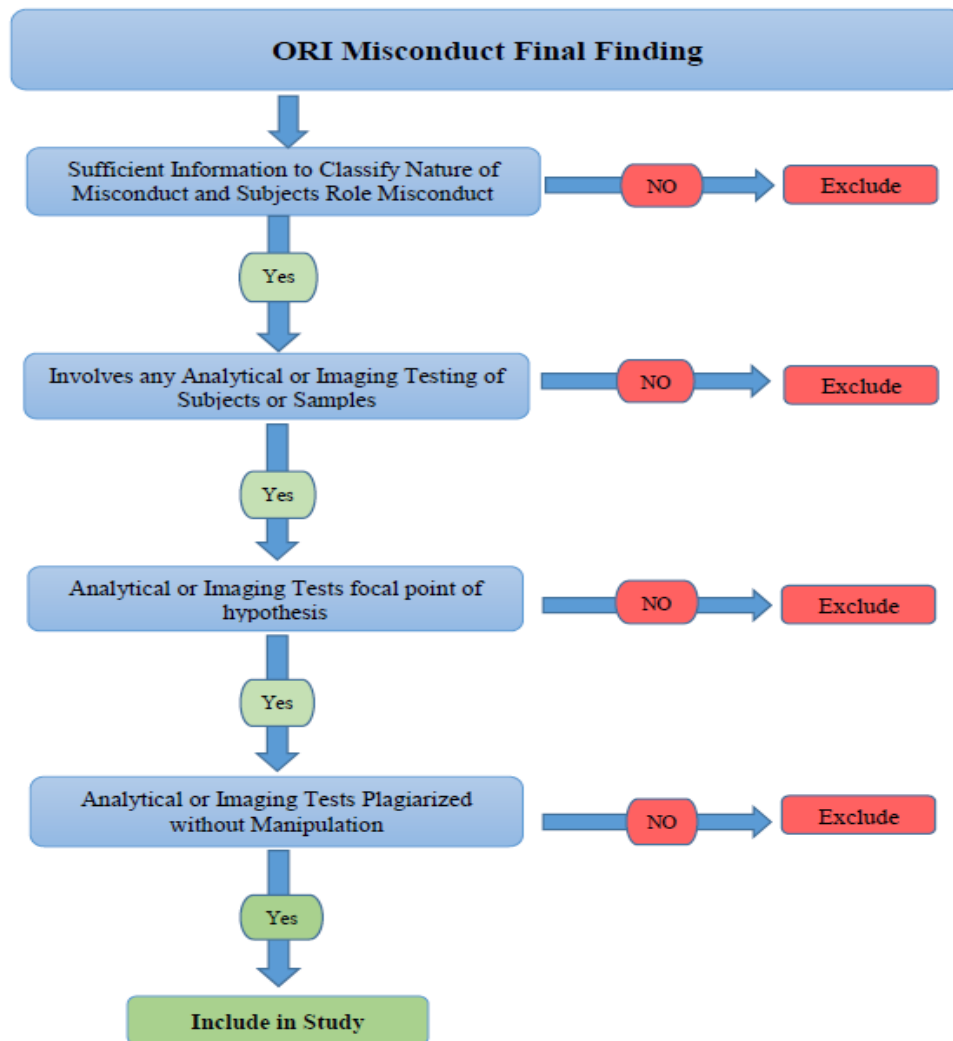 ORI Misconduct Final Finding
Sufficient Information to Classify Nature of
Misconduct and Subjects Role Misconduct
NO
Exclude
Yes
Involves any Analytical or Imaging Testing of
Subjects or Samples
NO
Exclude
Yes
Analytical or Imaging Tests focal point of
hypothesis
NO
Exclude
Yes
Analytical or Imaging Tests Plagiarized
without Manipulation
NO
Exclude
Yes
Include in Study